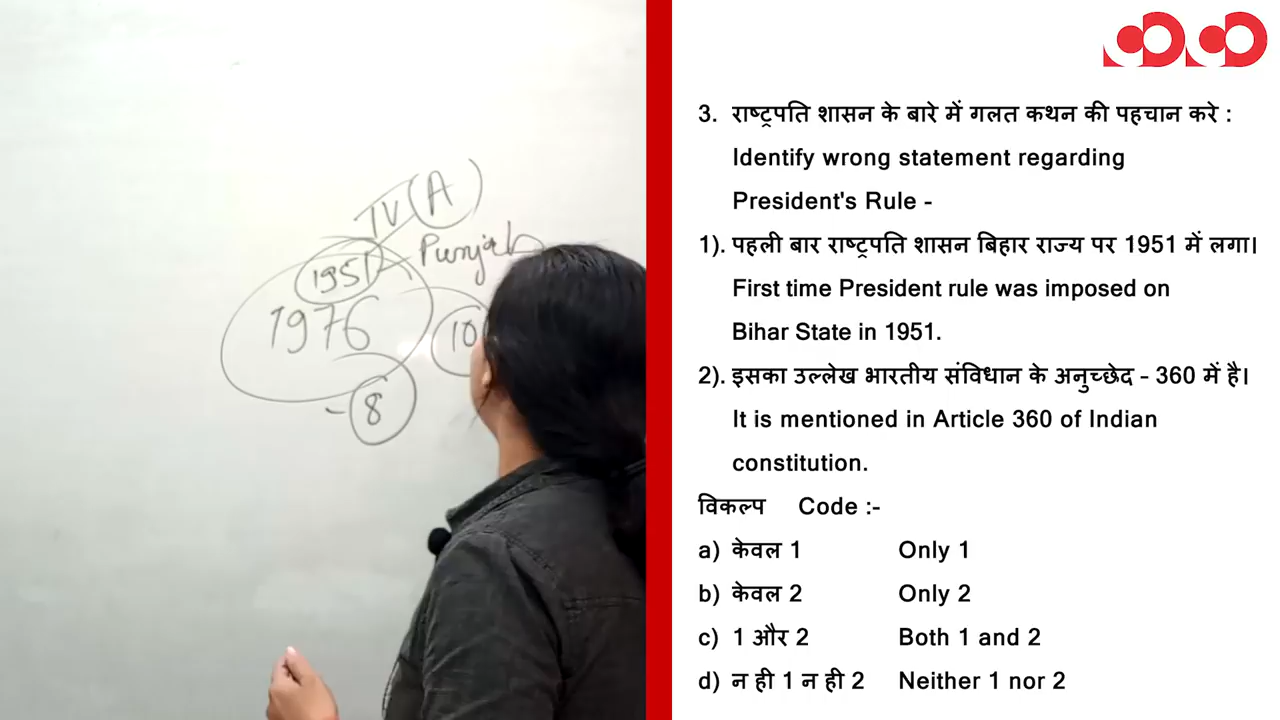 IV A
1951 Punjab
1976
10
- 8
3. राष्ट्रपति शासन के बारे में गलत कथन की पहचान करे :
Identify wrong statement regarding
President's Rule -
1). पहली बार राष्ट्रपति शासन बिहार राज्य पर 1951 में लगा।
First time President rule was imposed on
Bihar State in 1951.
2). इसका उल्लेख भारतीय संविधान के अनुच्छेद – 360 में है।
It is mentioned in Article 360 of Indian
constitution.
विकल्प Code :-
a) केवल 1 Only 1
b) केवल 2 Only 2
c) 1 और 2 Both 1 and 2
d) न ही 1 न ही 2 Neither 1 nor 2